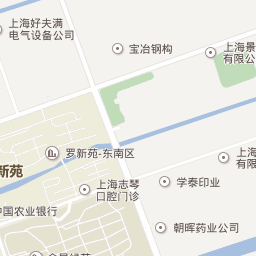 上海好夫满
电气设备公司
宝冶钢构
上海景
有限公
罗新苑-东南区
新苑
上海志琴
口腔门诊
学泰印业
上海
有限
中国农业银行
朝晖药业公司